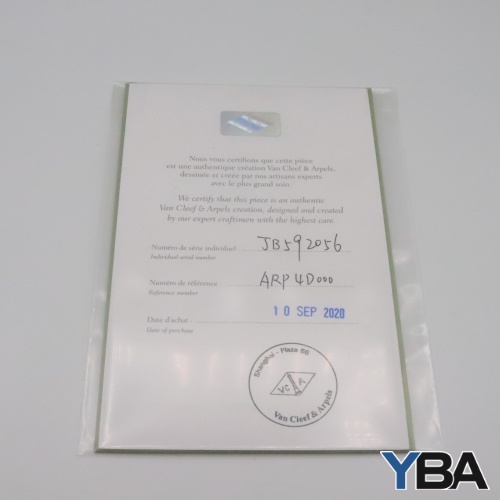 Nous vous certifions que cette pièce
est une authentique création Van Cleef & Arpels,
dessinée et créée par nos artisans experts
avec le plus grand soin
We certify that this piece is an authentic
Van Cleef & Arpels creation, designed and created
by our expert craftsmen with the highest care
Numéro de série individuel JB592056
Individual serial number
Numéro de référence ARP4D000
Reference number
Date d'achat 10 SEP 2020
Date of purchase
Shanghai - Plaza 66
VCA
Van Cleef & Arpels
YBA